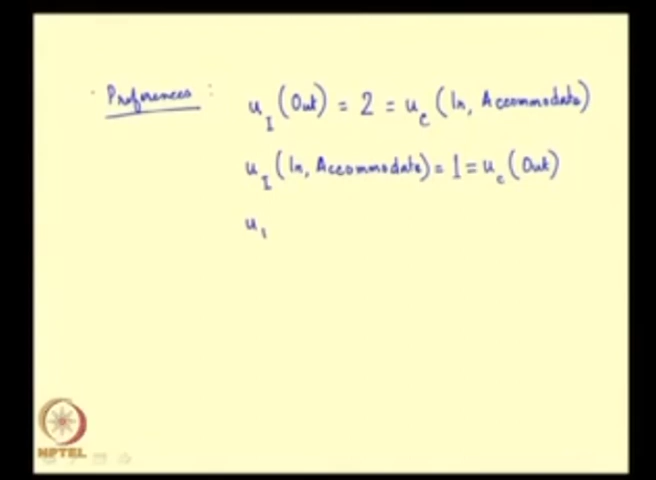 Preferences : u_I (Out) = 2 = u_c (In, Accommodate)
u_I (In, Accommodate) = 1 = u_c (Out)
u_I
NPTEL